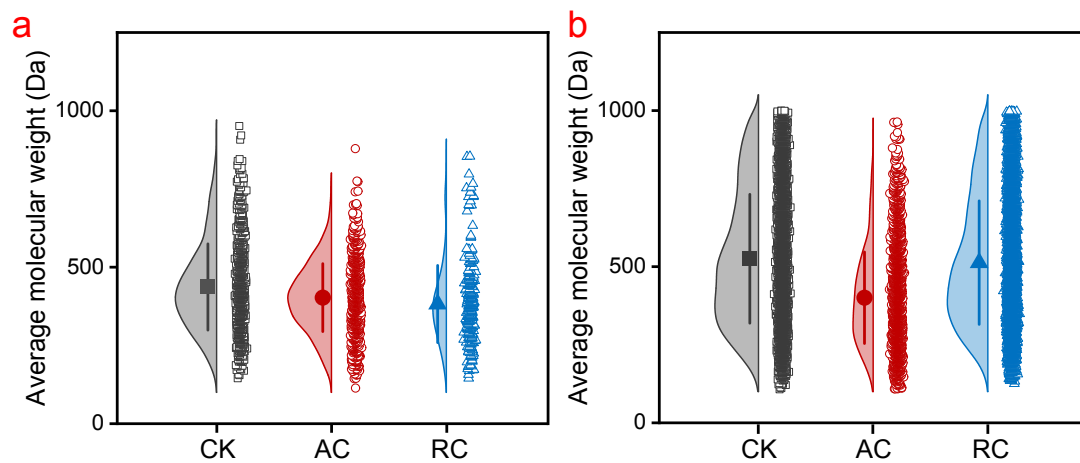 a
Average molecular weight (Da)
1000
500
0
CK AC RC
b
Average molecular weight (Da)
1000
500
0
CK AC RC